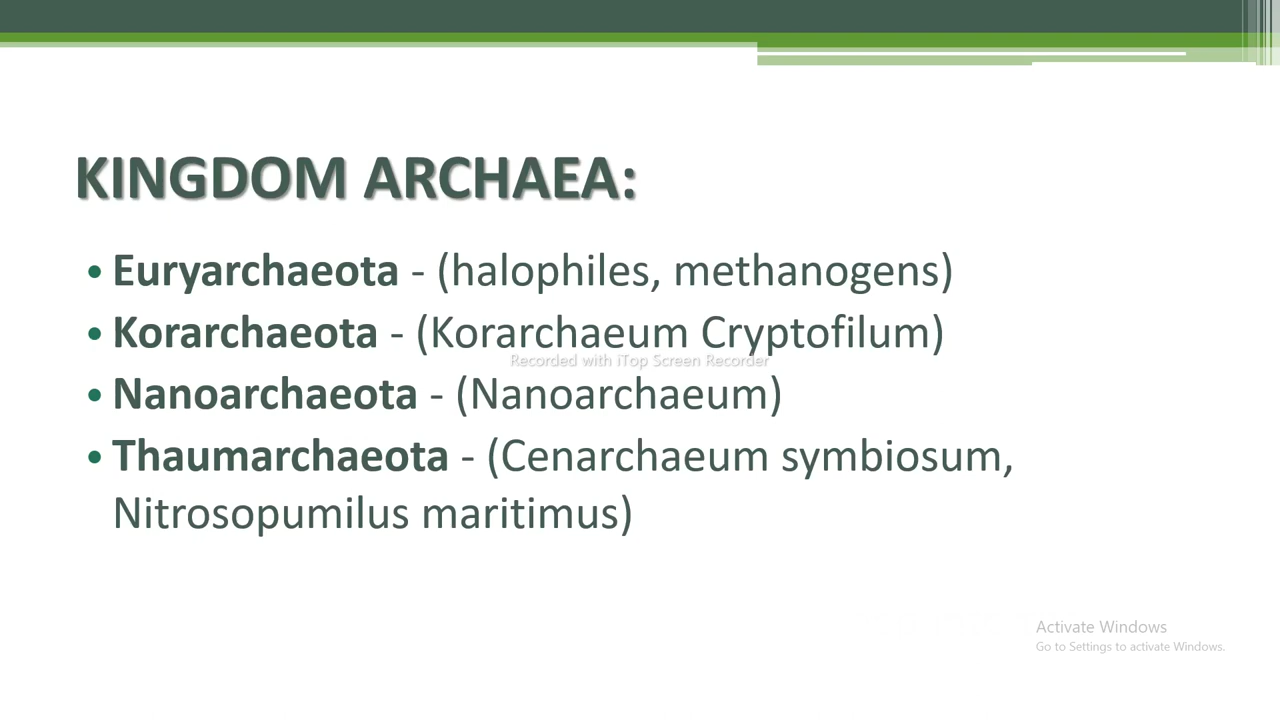 KINGDOM ARCHAEA:
• Euryarchaeota - (halophiles, methanogens)
• Korarchaeota - (Korarchaeum Cryptofilum)
Recorded with iTop Screen Recorder
• Nanoarchaeota - (Nanoarchaeum)
• Thaumarchaeota - (Cenarchaeum symbiosum,
Nitrosopumilus maritimus)
Activate Windows
Go to Settings to activate Windows.